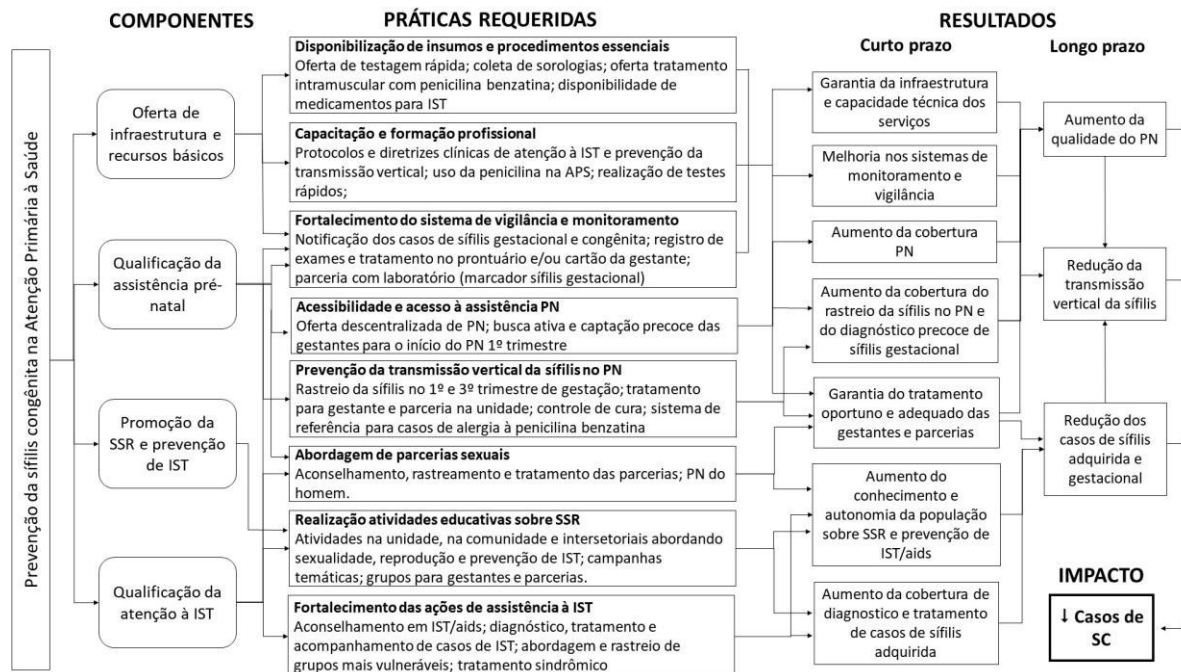 COMPONENTES
PRÁTICAS REQUERIDAS
RESULTADOS
Curto prazo
Longo prazo
Prevenção da sífilis congênita na Atenção Primária à Saúde
Oferta de
infraestrutura e
recursos básicos
Qualificação da
assistência pré-
natal
Promoção da
SSR e prevenção
de IST
Qualificação da
atenção à IST
Disponibilização de insumos e procedimentos essenciais
Oferta de testagem rápida; coleta de sorologias; oferta tratamento
intramuscular com penicilina benzatina; disponibilidade de
medicamentos para IST
Capacitação e formação profissional
Protocolos e diretrizes clínicas de atenção à IST e prevenção da
transmissão vertical; uso da penicilina na APS; realização de testes
rápidos;
Fortalecimento do sistema de vigilância e monitoramento
Notificação dos casos de sífilis gestacional e congênita; registro de
exames e tratamento no prontuário e/ou cartão da gestante;
parceria com laboratório (marcador sífilis gestacional)
Acessibilidade e acesso à assistência PN
Oferta descentralizada de PN; busca ativa e captação precoce das
gestantes para o início do PN 1º trimestre
Prevenção da transmissão vertical da sífilis no PN
Rastreio da sífilis no 1º e 3º trimestre de gestação; tratamento
para gestante e parceria na unidade; controle de cura; sistema de
referência para casos de alergia à penicilina benzatina
Abordagem de parcerias sexuais
Aconselhamento, rastreamento e tratamento das parcerias; PN do
homem.
Realização atividades educativas sobre SSR
Atividades na unidade, na comunidade e intersetoriais abordando
sexualidade, reprodução e prevenção de IST; campanhas
temáticas; grupos para gestantes e parcerias.
Fortalecimento das ações de assistência à IST
Aconselhamento em IST/aids; diagnóstico, tratamento e
acompanhamento de casos de IST; abordagem e rastreio de
grupos mais vulneráveis; tratamento sindrômico
Garantia da infraestrutura
e capacidade técnica dos
serviços
Melhoria nos sistemas de
monitoramento e
vigilância
Aumento da cobertura
PN
Aumento da cobertura do
rastreio da sífilis no PN e
do diagnóstico precoce de
sífilis gestacional
Garantia do tratamento
oportuno e adequado das
gestantes e parcerias
Aumento do
conhecimento e
autonomia da população
sobre SSR e prevenção de
IST/aids
Aumento da cobertura de
diagnostico e tratamento
de casos de sífilis
adquirida
Aumento da
qualidade do PN
Redução da
transmissão
vertical da sífilis
Redução dos
casos de sífilis
adquirida e
gestacional
IMPACTO
↓ Casos de
SC